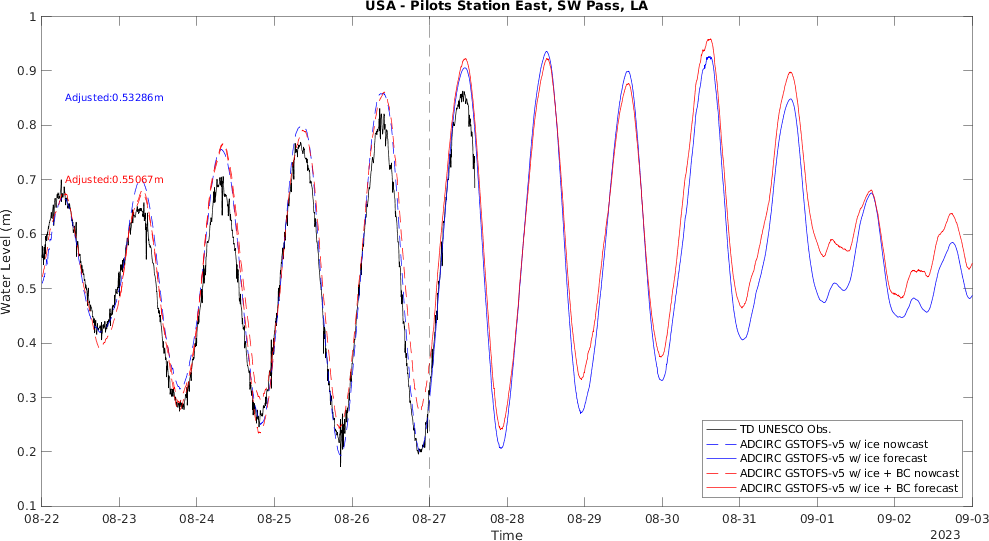 USA - Pilots Station East, SW Pass, LA
Water Level (m)
1
0.9
0.8
0.7
0.6
0.5
0.4
0.3
0.2
0.1
Adjusted:0.53286m
Adjusted:0.55067m
TD UNESCO Obs.
ADCIRC GSTOFS-v5 w/ ice nowcast
ADCIRC GSTOFS-v5 w/ ice forecast
ADCIRC GSTOFS-v5 w/ ice + BC nowcast
ADCIRC GSTOFS-v5 w/ ice + BC forecast
08-22 08-23 08-24 08-25 08-26 08-27 08-28 08-29 08-30 08-31 09-01 09-02 09-03
Time
2023